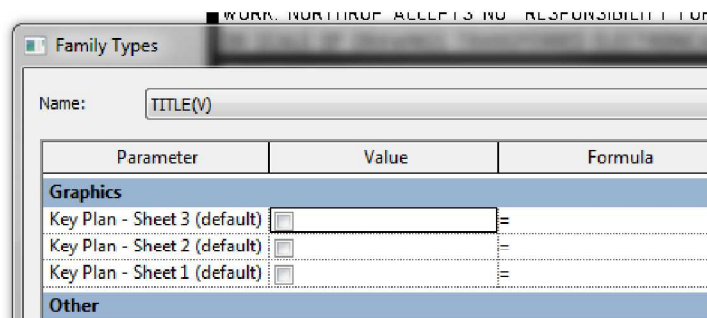 WORK. NORTHROP ACCEPTS NO RESPONSIBILITY FOR
Family Types
Name: TITLE(V)
Parameter Value Formula
Graphics
Key Plan - Sheet 3 (default) =
Key Plan - Sheet 2 (default) =
Key Plan - Sheet 1 (default) =
Other